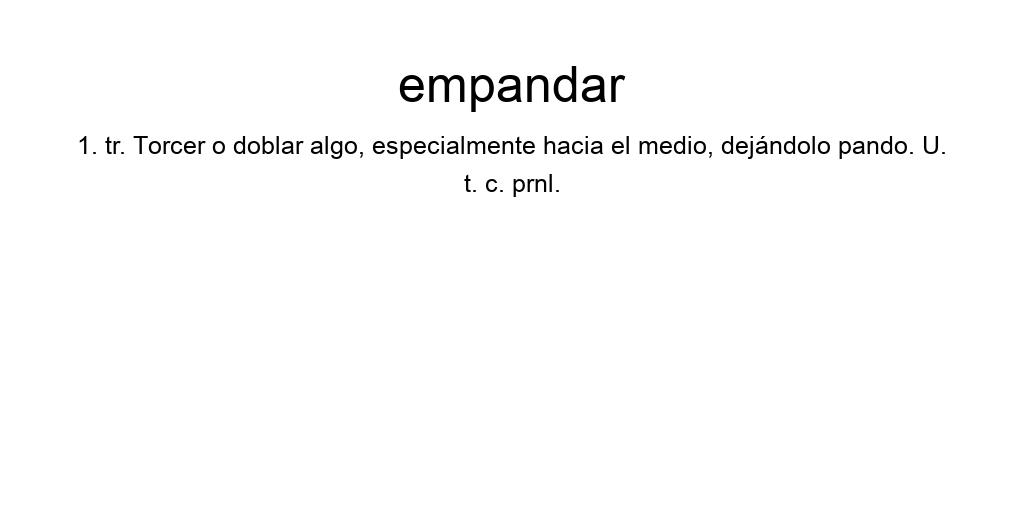 empandar
1. tr. Torcer o doblar algo, especialmente hacia el medio, dejándolo pando. U.
t. c. prnl.